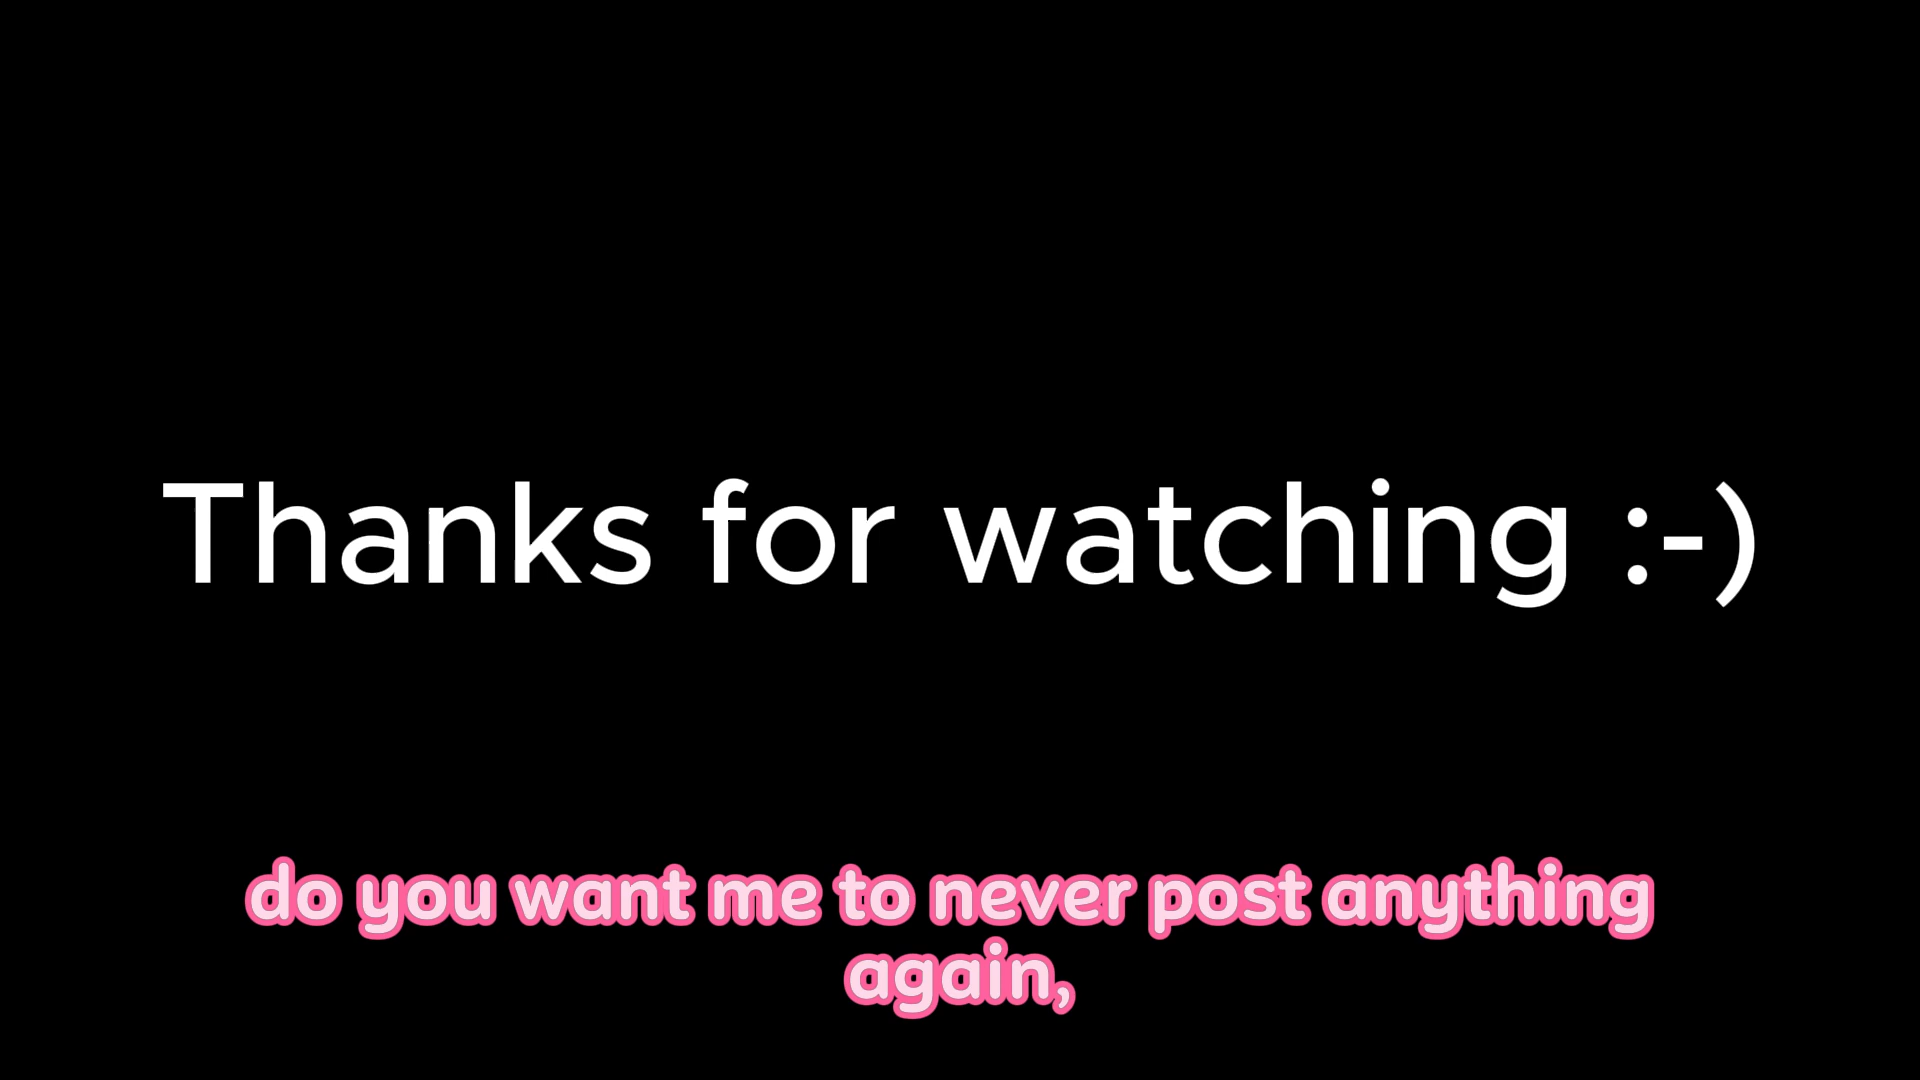 Thanks for watching :-)
do you want me to never post anything
again,